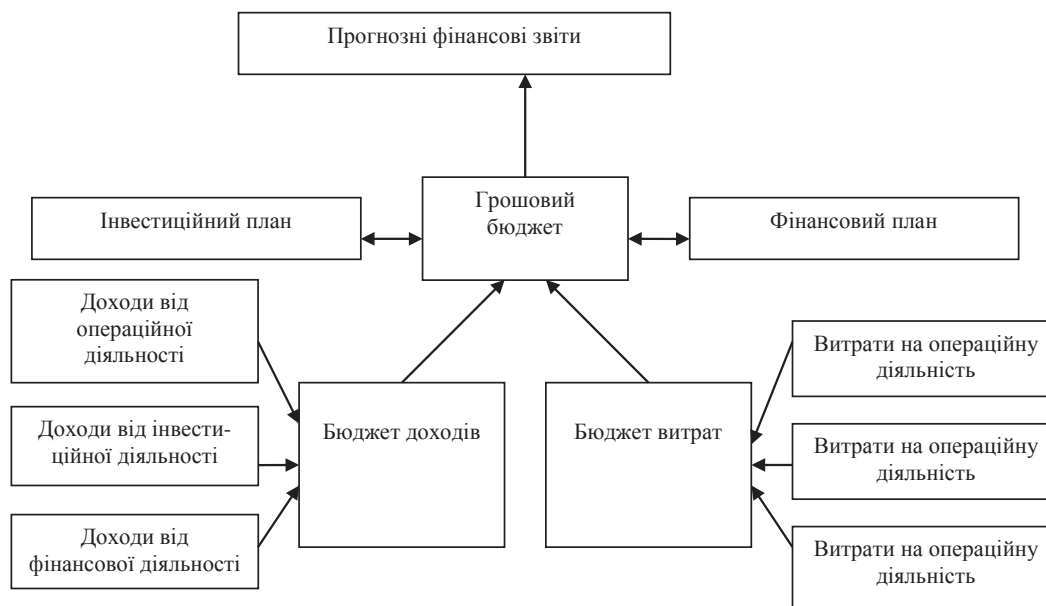 Прогнозні фінансові звіти
Грошовий
бюджет
Інвестиційний план
Фінансовий план
Доходи від
операційної
діяльності
Доходи від інвести-
ційної діяльності
Доходи від
фінансової діяльності
Бюджет доходів
Бюджет витрат
Витрати на операційну
діяльність
Витрати на операційну
діяльність
Витрати на операційну
діяльність